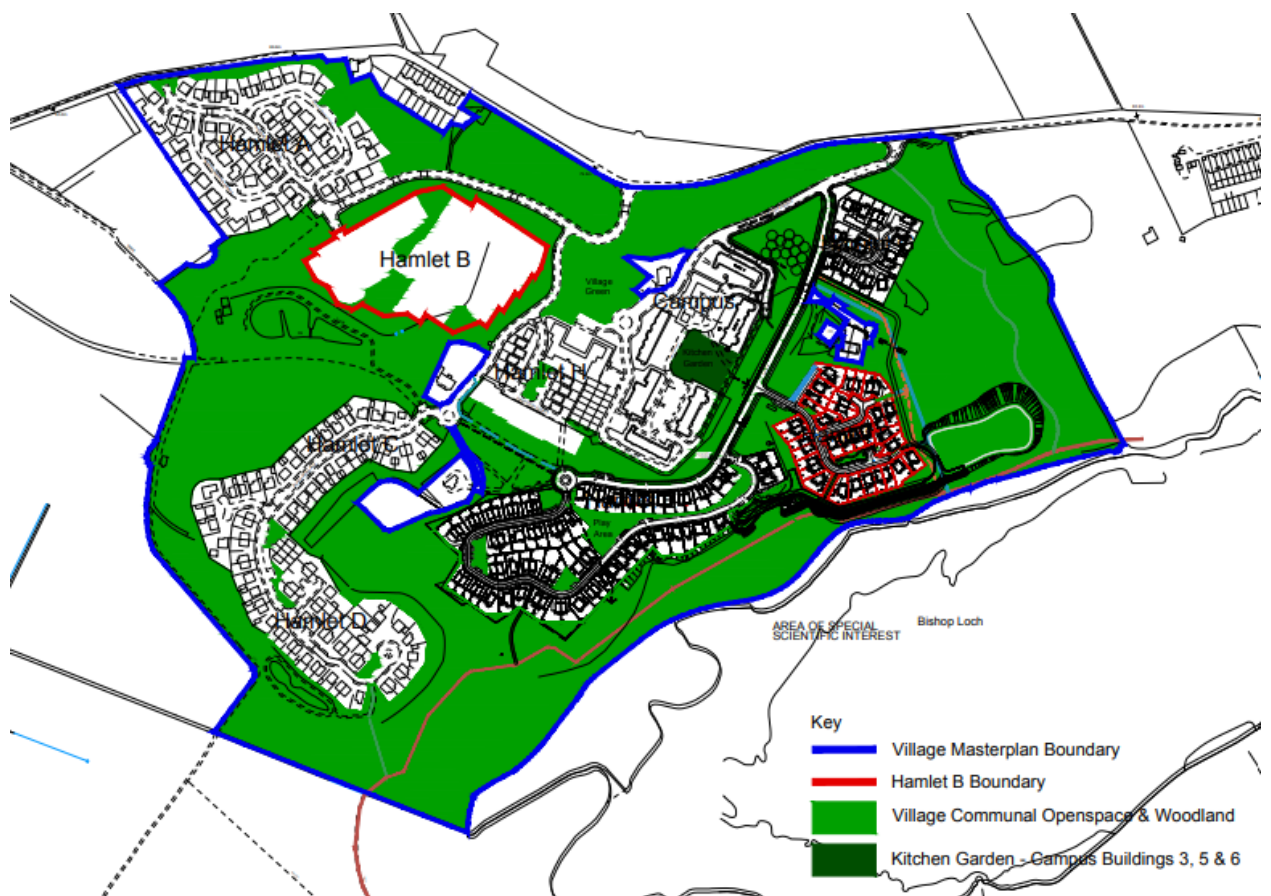 Hamlet A
Hamlet B
Village
Green
Campus
Kitchen
Garden
Hamlet H
Hamlet C
Play
Area
Hamlet D
AREA OF SPECIAL
SCIENTIFIC INTEREST
Bishop Loch
Key
Village Masterplan Boundary
Hamlet B Boundary
Village Communal Openspace & Woodland
Kitchen Garden - Campus Buildings 3, 5 & 6